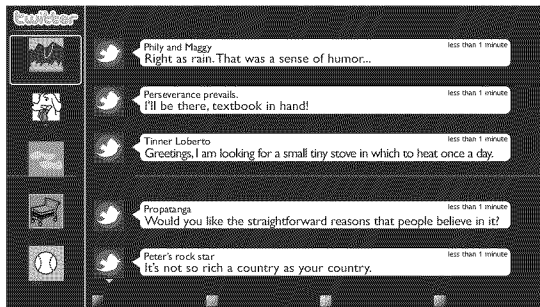 twitter
Phily and Maggy
less than 1 minute
Right as rain. That was a sense of humor...
Perseverance prevails.
less than 1 minute
I'll be there, textbook in hand!
Tinner Loberto
less than 1 minute
Greetings, I am looking for a small tiny stove in which to heat once a day.
Propatanga
less than 1 minute
Would you like the straightforward reasons that people believe in it?
Peter's rock star
less than 1 minute
It's not so rich a country as your country.